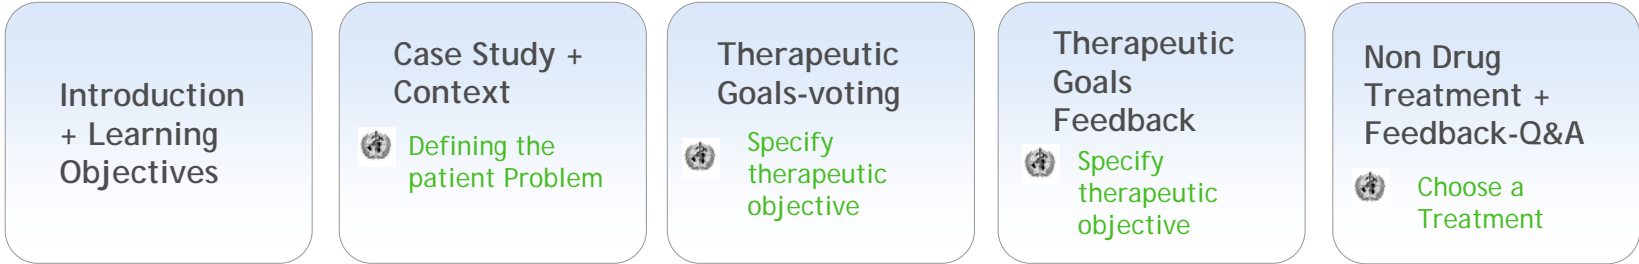 Introduction
+ Learning
Objectives
Case Study +
Context
Defining the
patient Problem
Therapeutic
Goals-voting
Specify
therapeutic
objective
Therapeutic
Goals
Feedback
Specify
therapeutic
objective
Non Drug
Treatment +
Feedback-Q&A
Choose a
Treatment